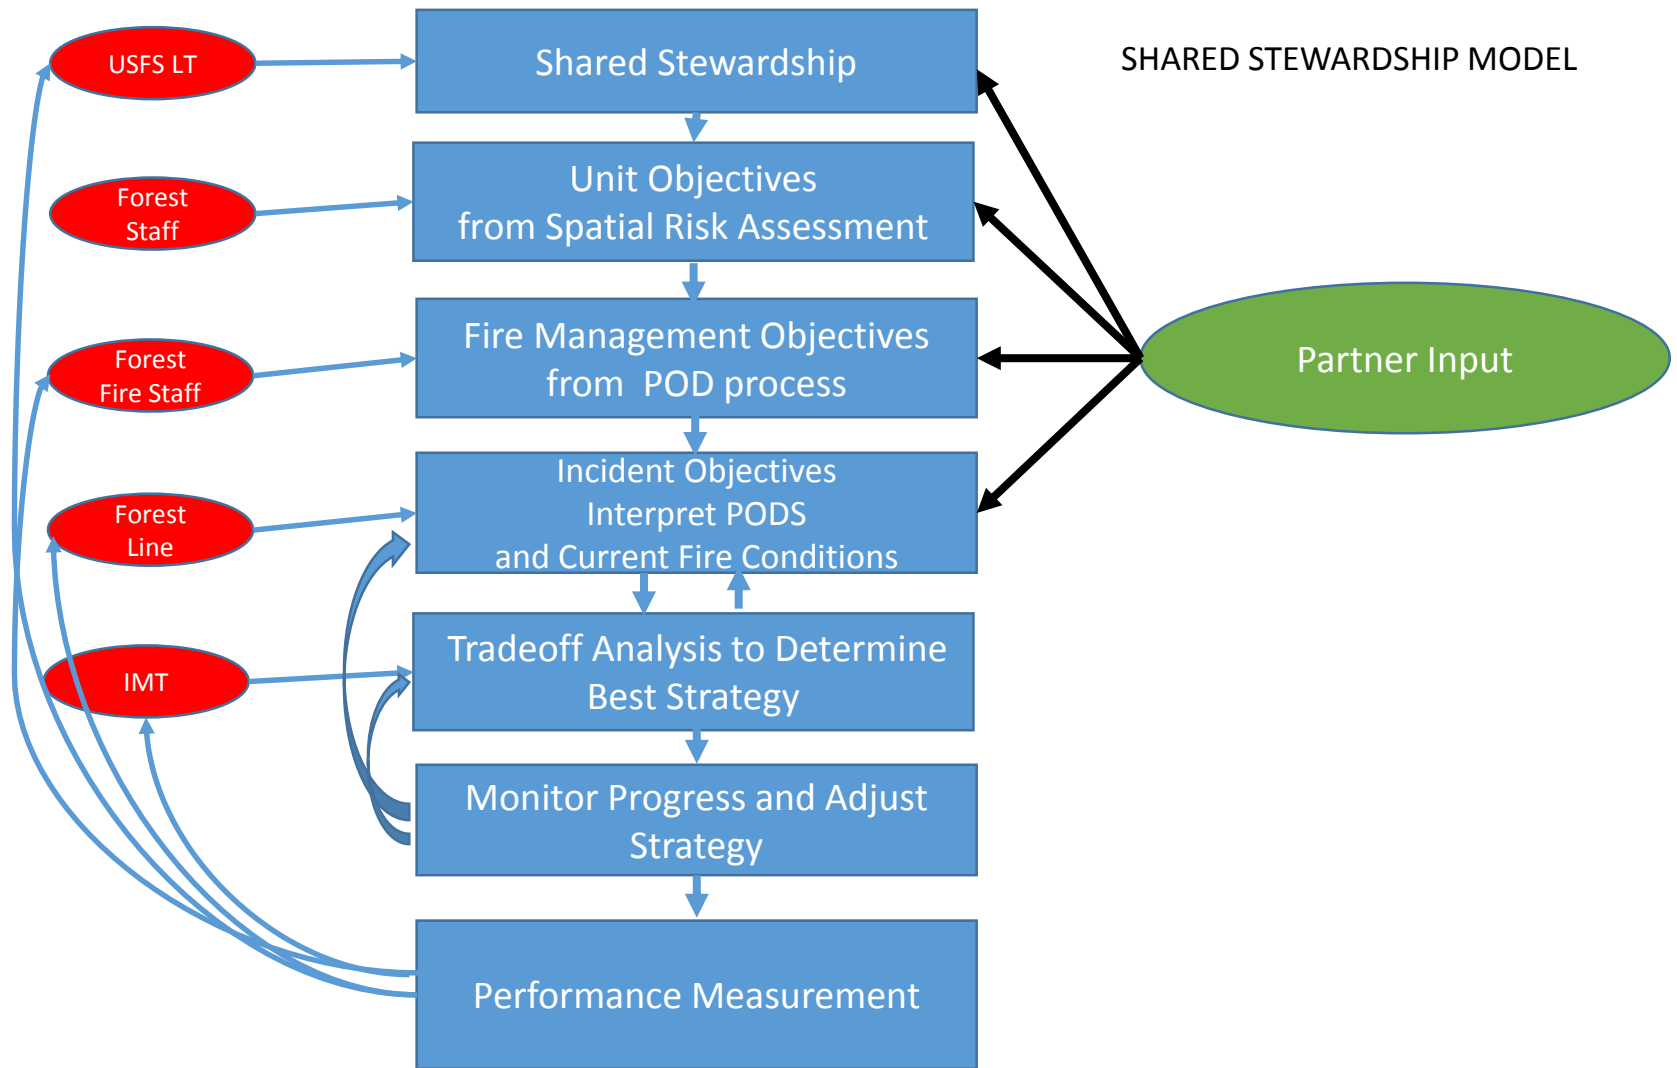 SHARED STEWARDSHIP MODEL
USFS LT
Shared Stewardship
Forest
Staff
Unit Objectives
from Spatial Risk Assessment
Forest
Fire Staff
Fire Management Objectives
from POD process
Partner Input
Forest
Line
Incident Objectives
Interpret PODS
and Current Fire Conditions
IMT
Tradeoff Analysis to Determine
Best Strategy
Monitor Progress and Adjust
Strategy
Performance Measurement